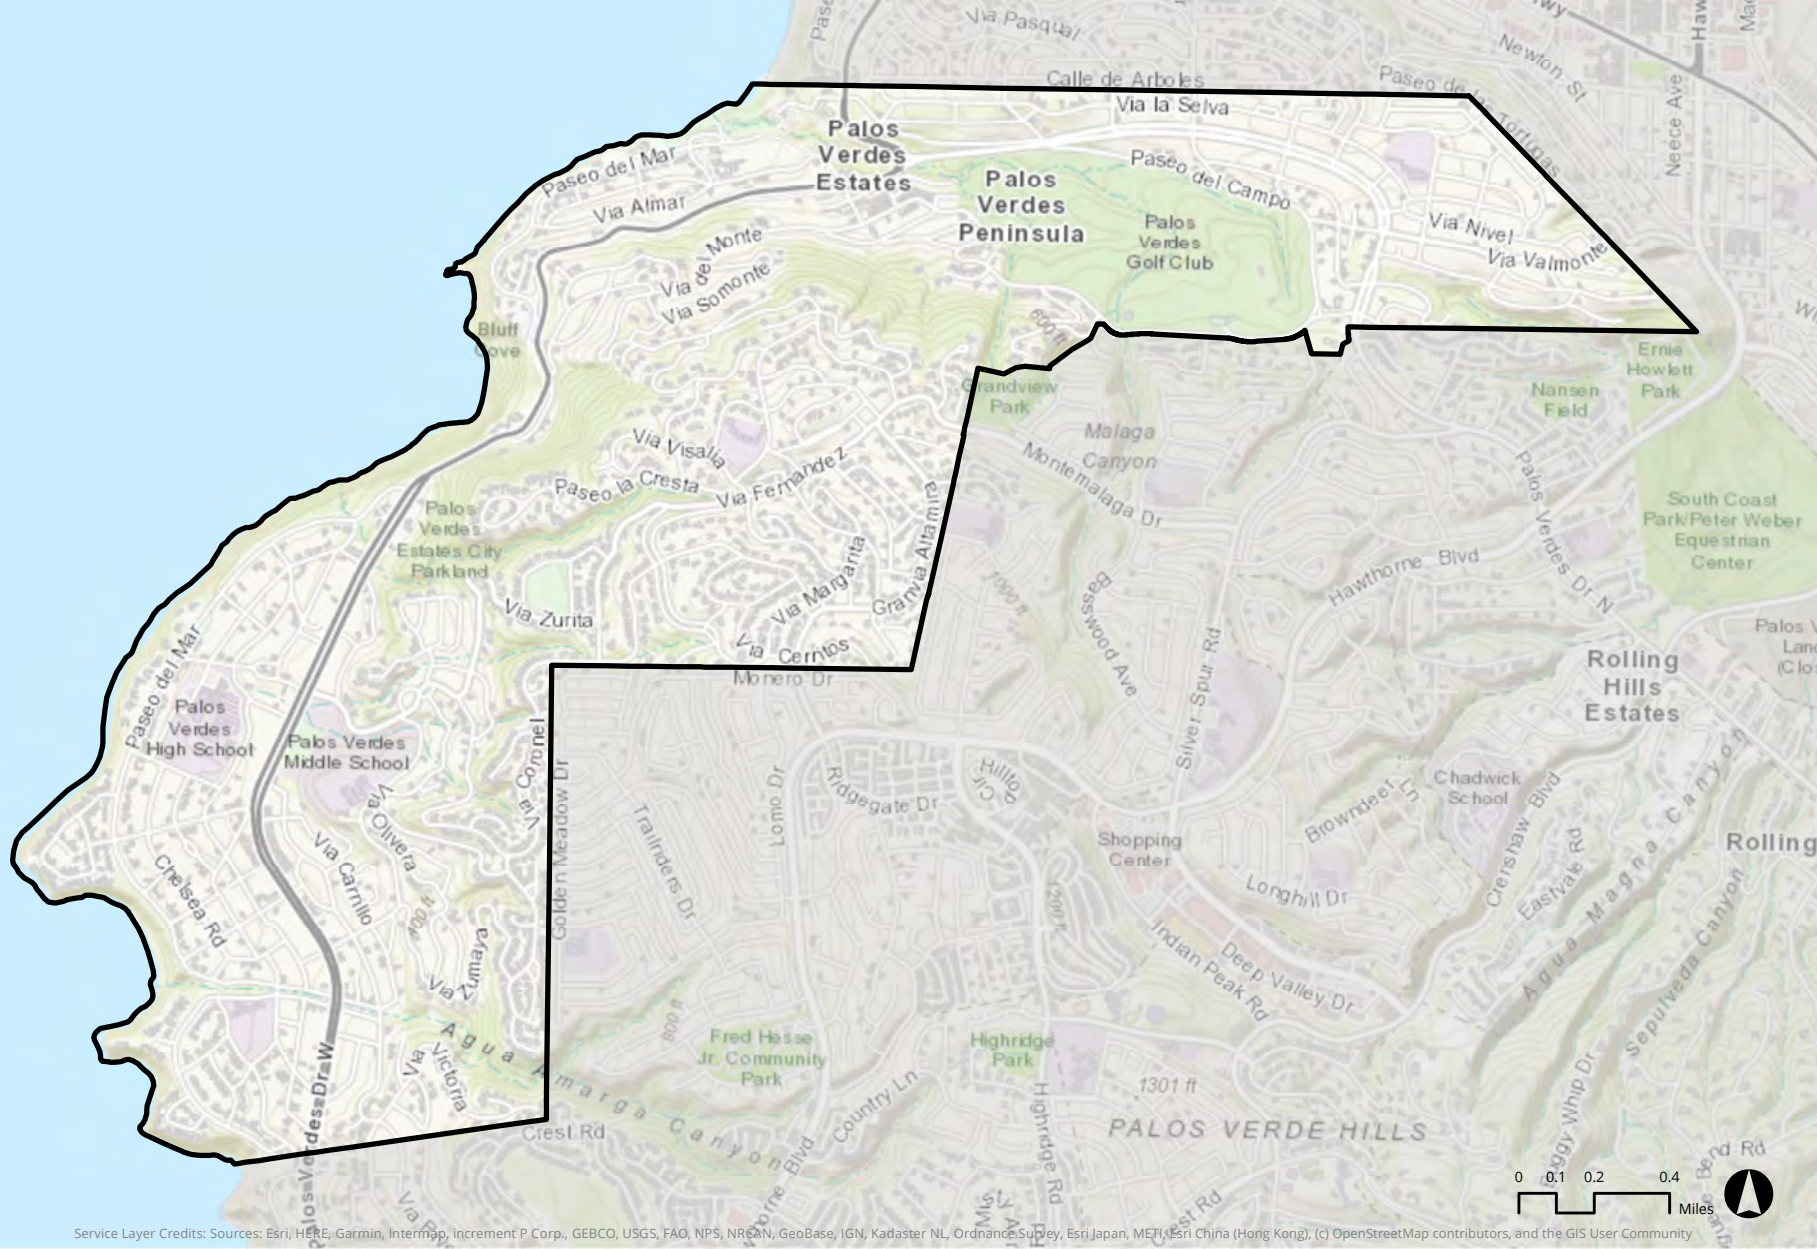 Via Pasqual
Hwy
Newton St
Neece Ave
Calle de Arboles
Via la Selva
Paseo de las Tortugas
Palos
Verdes
Estates
Paseo del Mar
Via Almar
Palos
Verdes
Peninsula
Paseo del Campo
Palos
Verdes
Golf Club
Via Nivel
Via Valmonte
Via del Monte
Via Somonte
Bluff
Cove
600 ft
Grandview
Park
Ernie
Howlett
Park
Nansen
Field
Malaga
Canyon
Montemalaga Dr
Via Visalia
Paseo la Cresta
Via Fernandez
Palos
Verdes
Estates City
Parkland
Granvia Altamira
Via Margarita
Via Zurita
Via Cerritos
Monero Dr
1000 ft
Basswood Ave
Hawthorne Blvd
Palos Verdes Dr N
South Coast
Park/Peter Weber
Equestrian
Center
Silver Spur Rd
Rolling
Hills
Estates
Paseo del Mar
Palos
Verdes
High School
Palos Verdes
Middle School
Via Coronel
Golden Meadow Dr
Via Olivera
Via Carrillo
Chelsea Rd
400 ft
Via Zumaya
Trailriders Dr
Lomo Dr
Ridgegate Dr
Hilltop
Cir
Shopping
Center
Browndeer Ln
Chadwick
School
Crenshaw Blvd
Eastvale Rd
Longhill Dr
Rolling
Agua Magna Canyon
Sepulveda Canyon
1200 ft
Indian Peak Rd
Deep Valley Dr
800 ft
Fred Hesse
Jr. Community
Park
Highridge
Park
1301 ft
Highridge Rd
PALOS VERDE HILLS
Country Ln
Agua Amarga Canyon
Via Victoria
Palos Verdes Dr W
Crest Rd
Buggy Whip Dr
Crest Rd
Bend Rd
0 0.1 0.2 0.4
Miles
Service Layer Credits: Sources: Esri, HERE, Garmin, Intermap, increment P Corp., GEBCO, USGS, FAO, NPS, NRCAN, GeoBase, IGN, Kadaster NL, Ordnance Survey, Esri Japan, METI, Esri China (Hong Kong), (c) OpenStreetMap contributors, and the GIS User Community